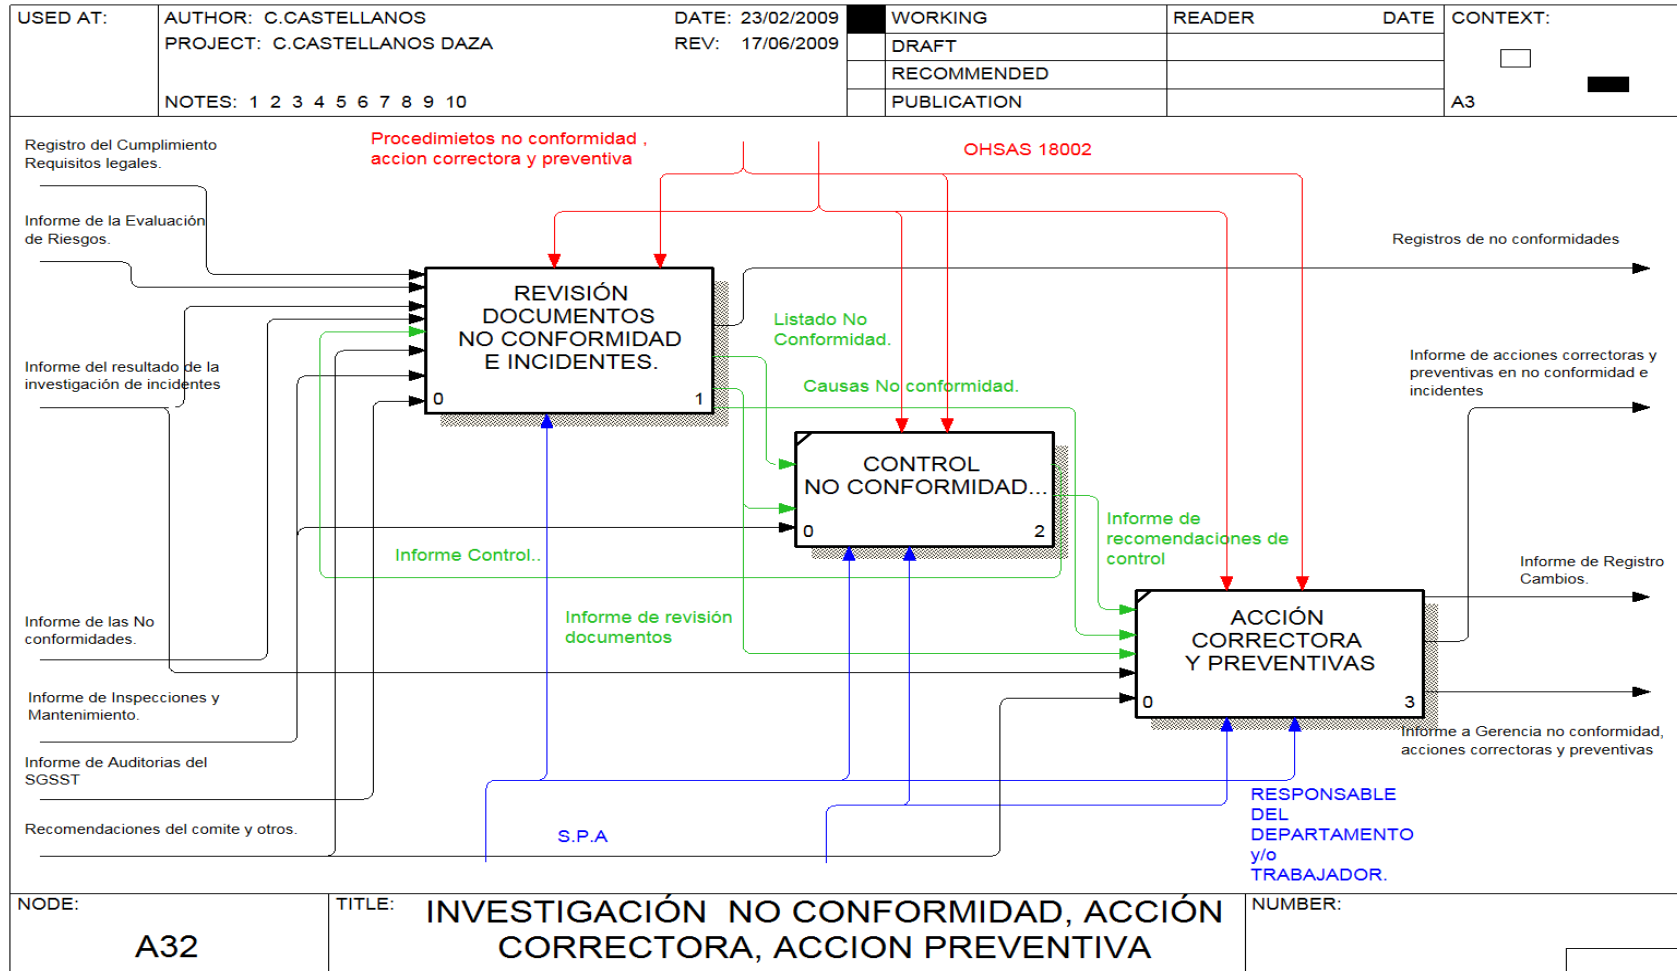 USED AT:
AUTHOR: C.CASTELLANOS
DATE: 23/02/2009
PROJECT: C.CASTELLANOS DAZA
REV: 17/06/2009
NOTES: 1 2 3 4 5 6 7 8 9 10
WORKING
DRAFT
RECOMMENDED
PUBLICATION
READER
DATE
CONTEXT:
A3
Registro del Cumplimiento
Requisitos legales.
Procedimietos no conformidad ,
accion correctora y preventiva
OHSAS 18002
Informe de la Evaluación
de Riesgos.
Registros de no conformidades
REVISIÓN
DOCUMENTOS
NO CONFORMIDAD
E INCIDENTES.
0
1
Listado No
Conformidad.
Informe del resultado de la
investigación de incidentes
Causas No conformidad.
Informe de acciones correctoras y
preventivas en no conformidad e
incidentes
CONTROL
NO CONFORMIDAD...
0
2
Informe Control..
Informe de
recomendaciones de
control
Informe de Registro
Cambios.
Informe de revisión
documentos
Informe de las No
conformidades.
ACCIÓN
CORRECTORA
Y PREVENTIVAS
0
3
Informe de Inspecciones y
Mantenimiento.
Informe a Gerencia no conformidad,
acciones correctoras y preventivas
Informe de Auditorias del
SGSST
Recomendaciones del comite y otros.
S.P.A
RESPONSABLE
DEL
DEPARTAMENTO
y/o
TRABAJADOR.
NODE:
A32
TITLE:
INVESTIGACIÓN NO CONFORMIDAD, ACCIÓN
CORRECTORA, ACCION PREVENTIVA
NUMBER: